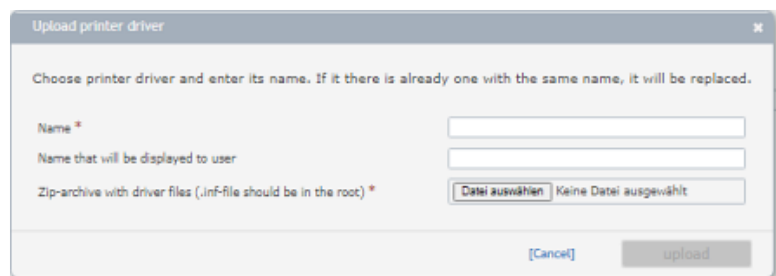 Upload printer driver
Choose printer driver and enter its name. If it there is already one with the same name, it will be replaced.
Name *
Name that will be displayed to user
Zip-archive with driver files (.inf-file should be in the root) * Datei auswählen Keine Datei ausgewählt
[Cancel] upload